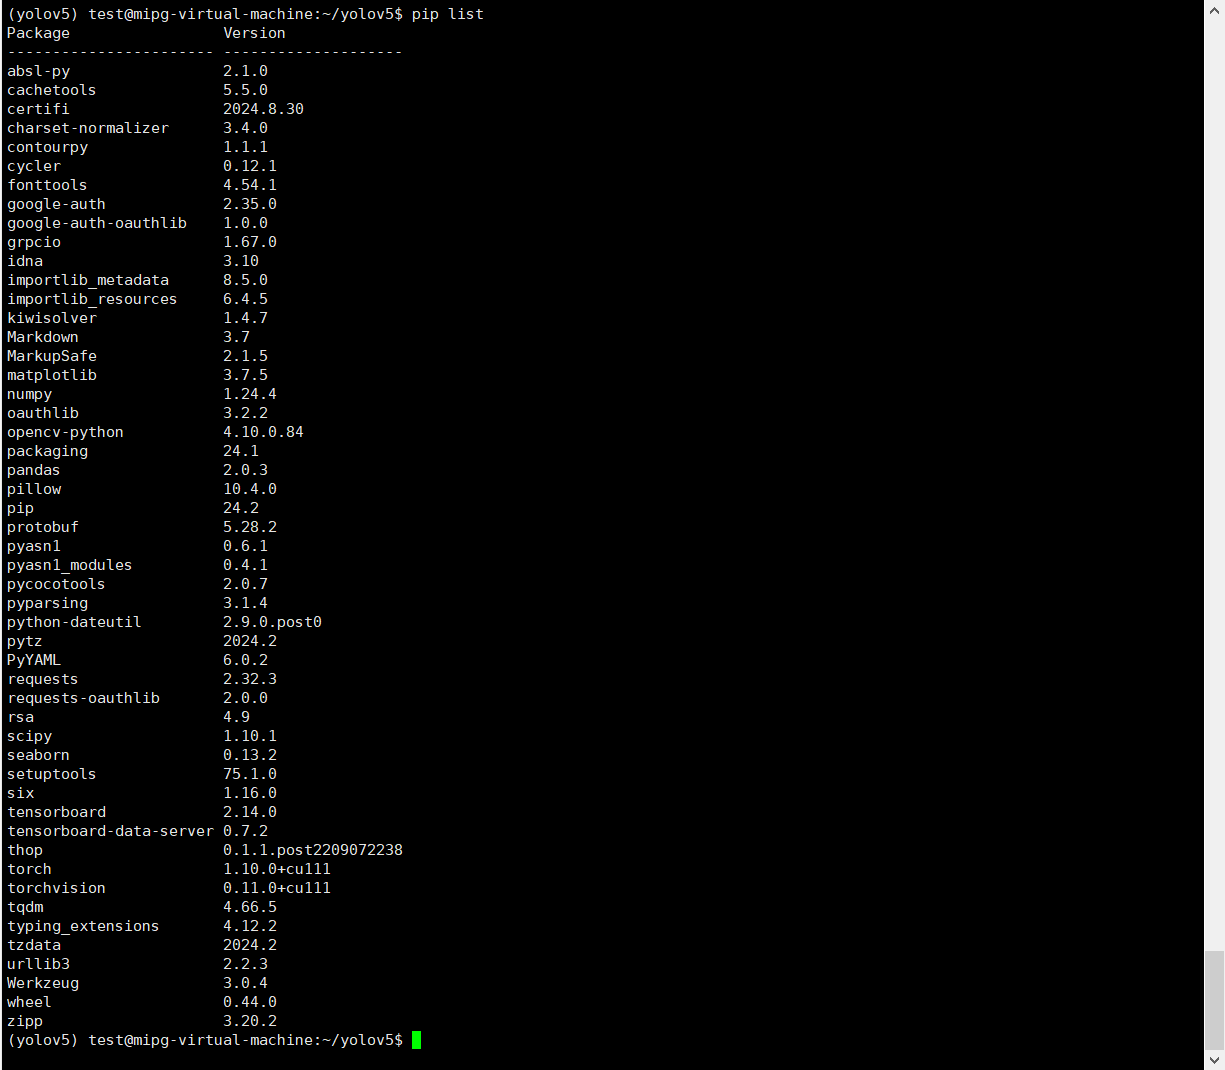 (yolov5) test@mipg-virtual-machine:~/yolov5$ pip list
Package                 Version
----------------------- --------------------
absl-py                 2.1.0
cachetools              5.5.0
certifi                 2024.8.30
charset-normalizer      3.4.0
contourpy               1.1.1
cycler                  0.12.1
fonttools               4.54.1
google-auth             2.35.0
google-auth-oauthlib    1.0.0
grpcio                  1.67.0
idna                    3.10
importlib_metadata      8.5.0
importlib_resources     6.4.5
kiwisolver              1.4.7
Markdown                3.7
MarkupSafe              2.1.5
matplotlib              3.7.5
numpy                   1.24.4
oauthlib                3.2.2
opencv-python           4.10.0.84
packaging               24.1
pandas                  2.0.3
pillow                  10.4.0
pip                     24.2
protobuf                5.28.2
pyasn1                  0.6.1
pyasn1_modules          0.4.1
pycocotools             2.0.7
pyparsing               3.1.4
python-dateutil         2.9.0.post0
pytz                    2024.2
PyYAML                  6.0.2
requests                2.32.3
requests-oauthlib       2.0.0
rsa                     4.9
scipy                   1.10.1
seaborn                 0.13.2
setuptools              75.1.0
six                     1.16.0
tensorboard             2.14.0
tensorboard-data-server 0.7.2
thop                    0.1.1.post2209072238
torch                   1.10.0+cu111
torchvision             0.11.0+cu111
tqdm                    4.66.5
typing_extensions       4.12.2
tzdata                  2024.2
urllib3                 2.2.3
Werkzeug                3.0.4
wheel                   0.44.0
zipp                    3.20.2
(yolov5) test@mipg-virtual-machine:~/yolov5$